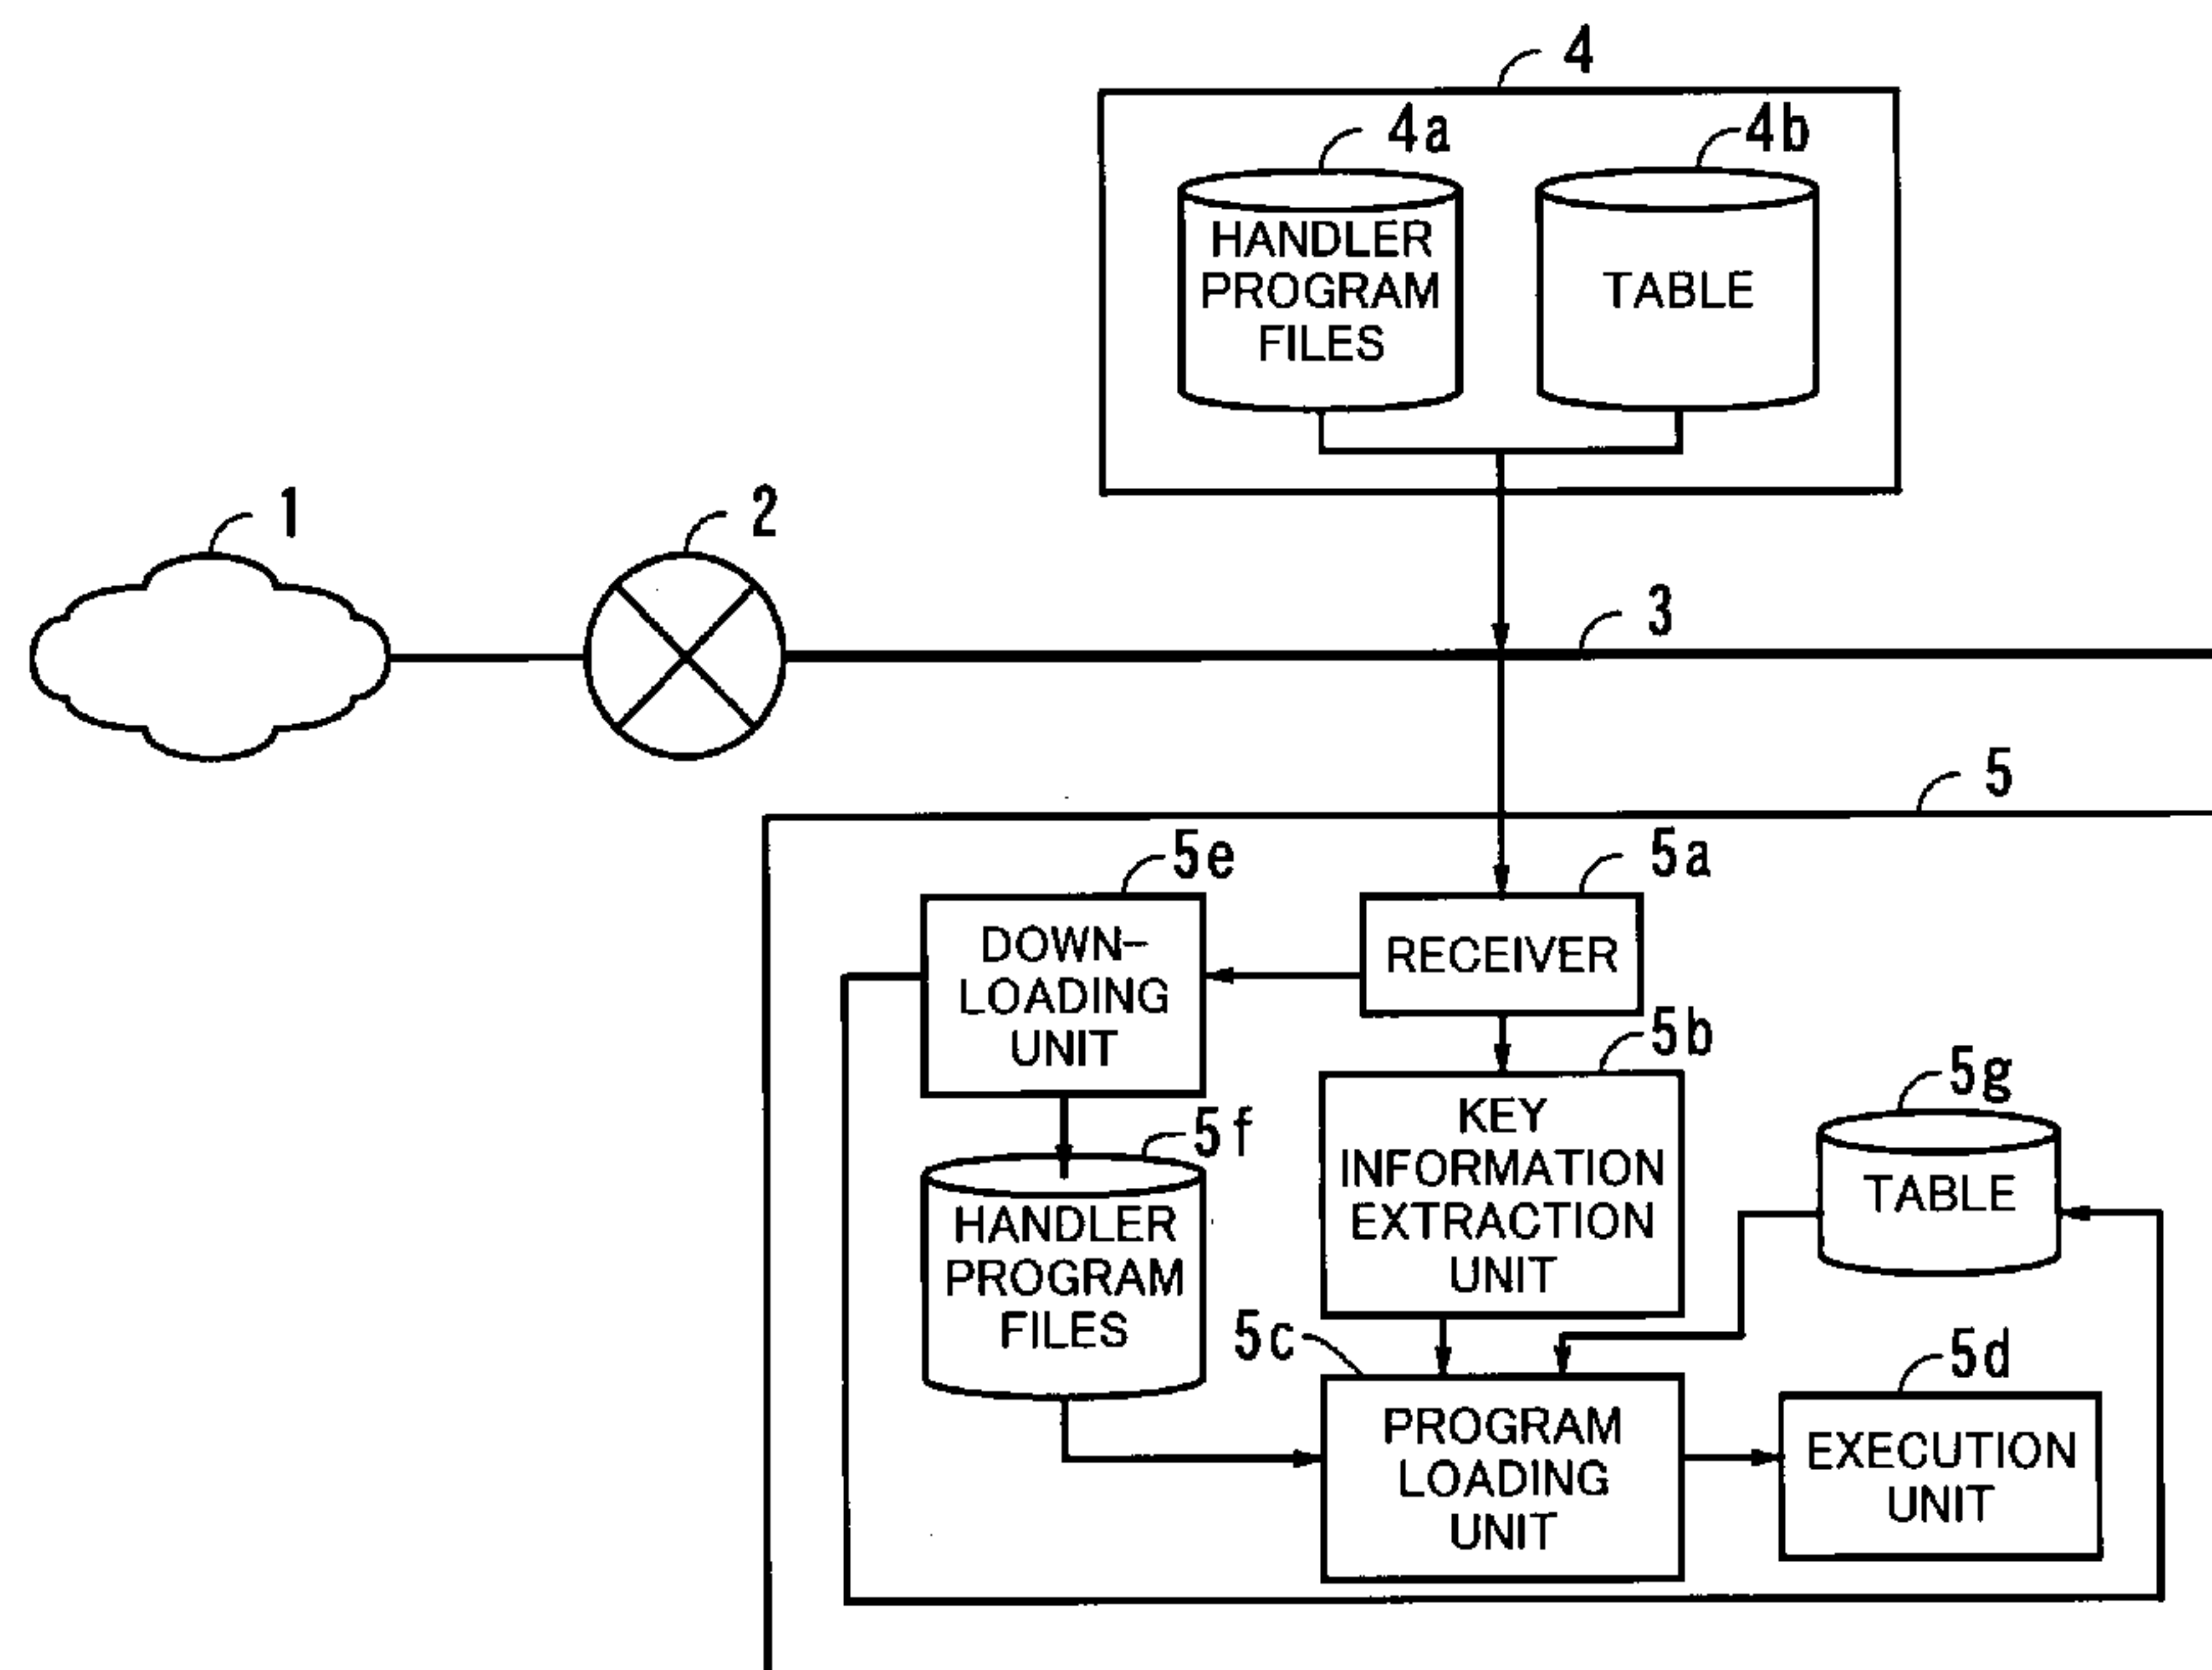 4
4a
4b
HANDLER
PROGRAM
FILES
TABLE
1
2
3
5
5e
5a
DOWN-
LOADING
UNIT
RECEIVER
5b
5g
5f
KEY
INFORMATION
EXTRACTION
UNIT
TABLE
HANDLER
PROGRAM
FILES
5c
5d
PROGRAM
LOADING
UNIT
EXECUTION
UNIT